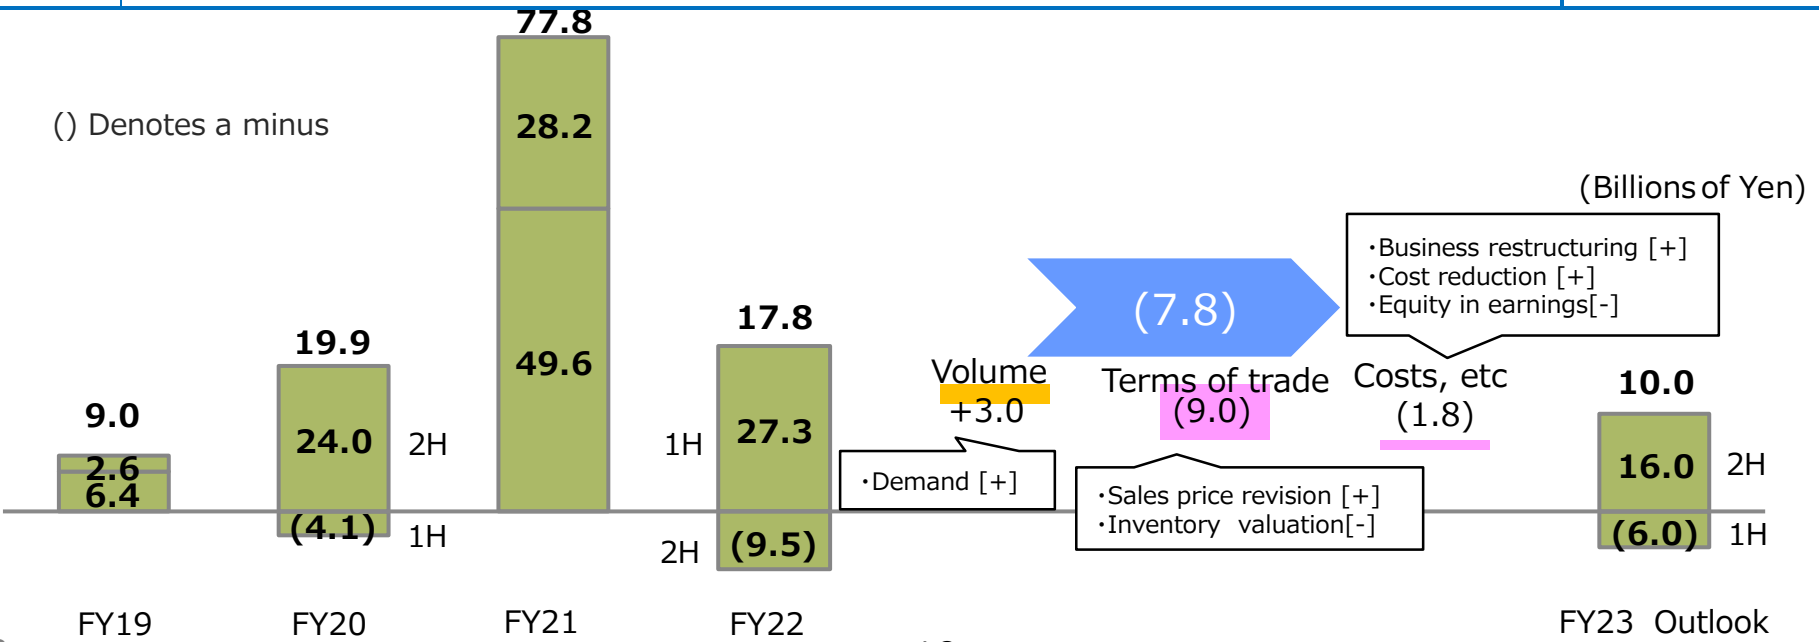 77.8
28.2
() Denotes a minus
(Billions of Yen)
・Business restructuring [+]
・Cost reduction [+]
・Equity in earnings[-]
(7.8)
17.8
19.9
49.6
Volume
+3.0
Terms of trade
(9.0)
Costs, etc
(1.8)
10.0
9.0
24.0
2H
1H
27.3
2.6
6.4
16.0
2H
・Demand [+]
・Sales price revision [+]
・Inventory valuation[-]
(4.1)
1H
2H
(9.5)
(6.0)
1H
FY19
FY20
FY21
FY22
FY23 Outlook